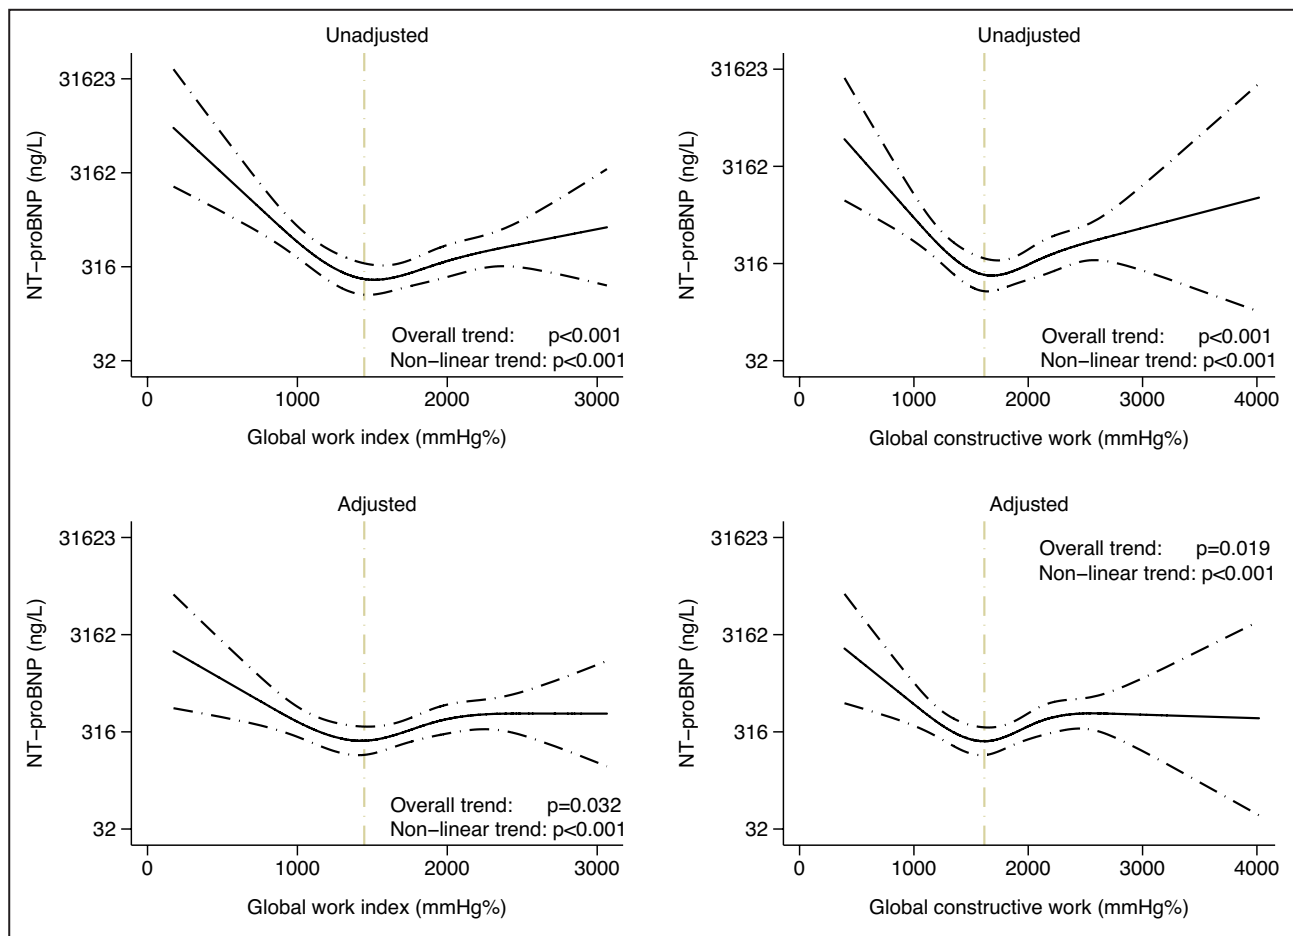 Unadjusted
31623
3162
316
32
NT-proBNP (ng/L)
Overall trend: p<0.001
Non-linear trend: p<0.001
0 1000 2000 3000
Global work index (mmHg%)
Unadjusted
31623
3162
316
32
NT-proBNP (ng/L)
Overall trend: p<0.001
Non-linear trend: p<0.001
0 1000 2000 3000 4000
Global constructive work (mmHg%)
Adjusted
31623
3162
316
32
NT-proBNP (ng/L)
Overall trend: p=0.032
Non-linear trend: p<0.001
0 1000 2000 3000
Global work index (mmHg%)
Adjusted
31623
3162
316
32
NT-proBNP (ng/L)
Overall trend: p=0.019
Non-linear trend: p<0.001
0 1000 2000 3000 4000
Global constructive work (mmHg%)